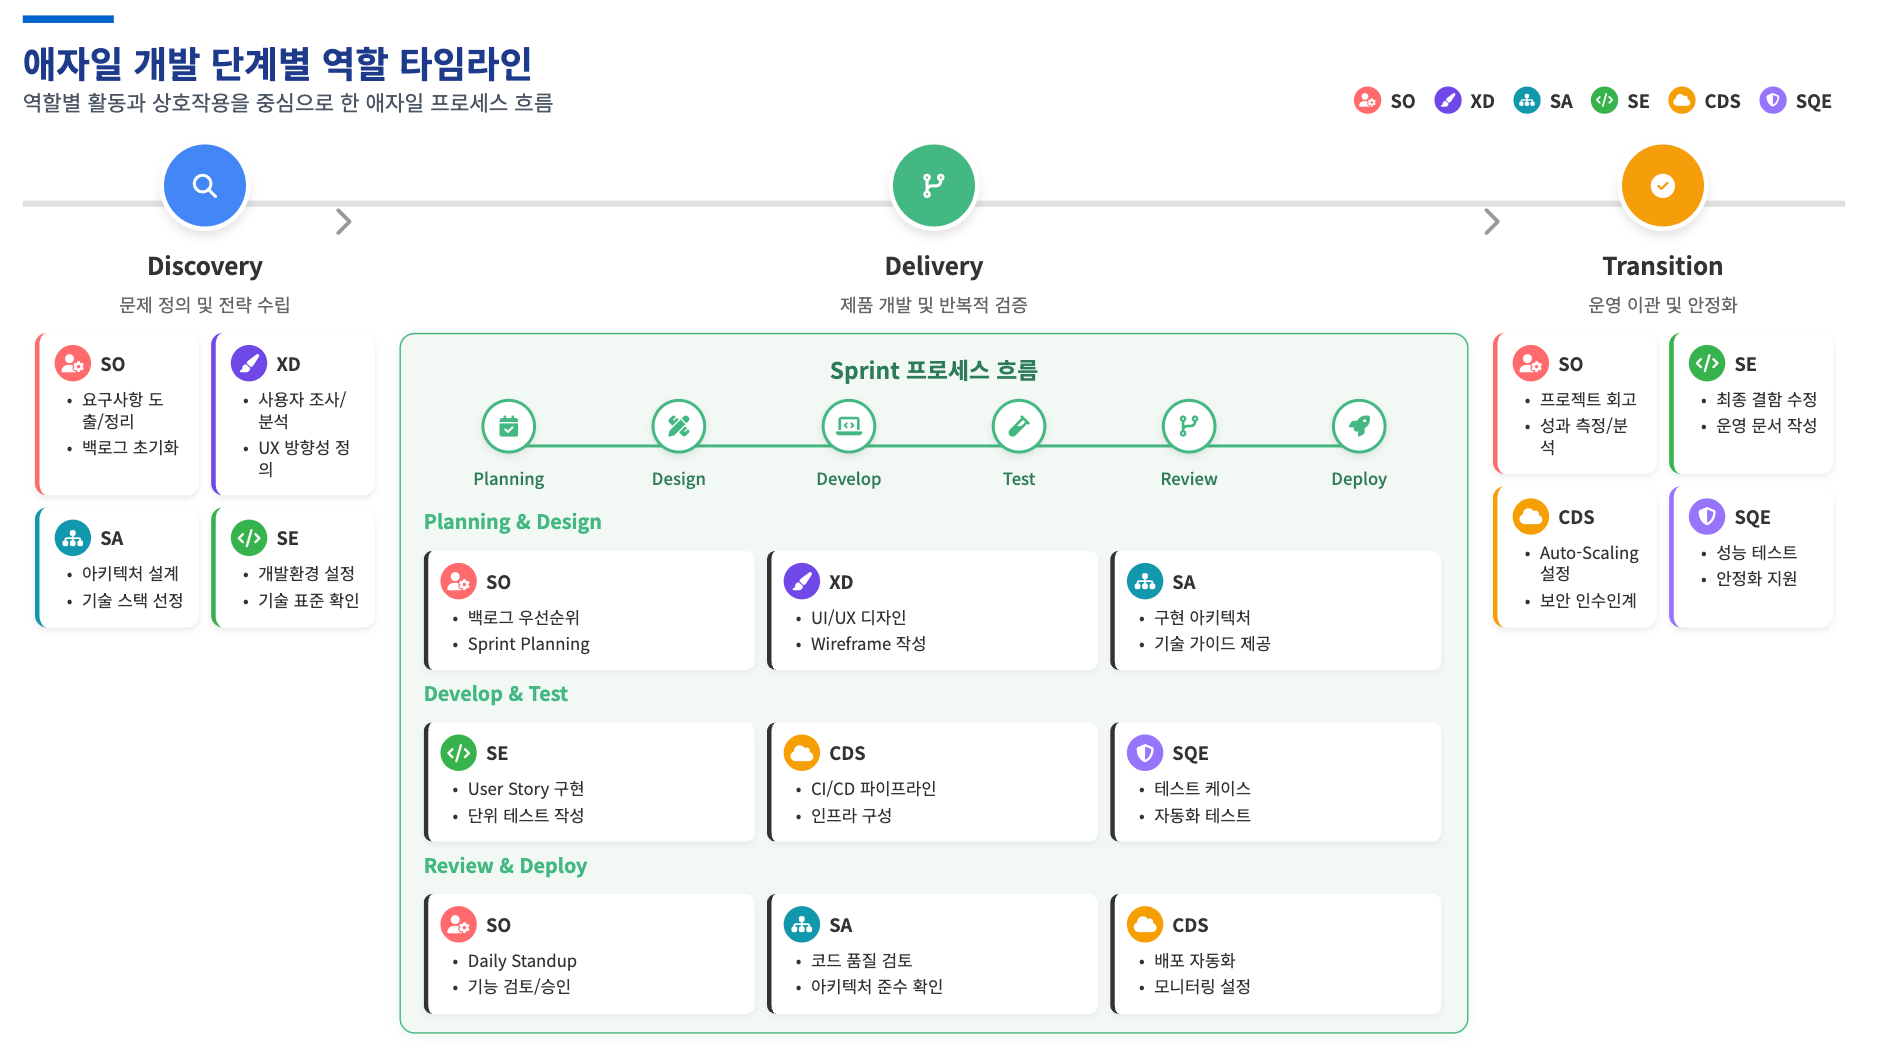 애자일 개발 단계별 역할 타임라인
역할별 활동과 상호작용을 중심으로 한 애자일 프로세스 흐름
SO XD SA SE CDS SQE
Discovery
문제 정의 및 전략 수립
SO
• 요구사항 도
출/정리
• 백로그 초기화
XD
• 사용자 조사/
분석
• UX 방향성 정
의
SA
• 아키텍처 설계
• 기술 스택 선정
SE
• 개발환경 설정
• 기술 표준 확인
Delivery
제품 개발 및 반복적 검증
Sprint 프로세스 흐름
Planning Design Develop Test Review Deploy
Planning & Design
SO
• 백로그 우선순위
• Sprint Planning
XD
• UI/UX 디자인
• Wireframe 작성
SA
• 구현 아키텍처
• 기술 가이드 제공
Develop & Test
SE
• User Story 구현
• 단위 테스트 작성
CDS
• CI/CD 파이프라인
• 인프라 구성
SQE
• 테스트 케이스
• 자동화 테스트
Review & Deploy
SO
• Daily Standup
• 기능 검토/승인
SA
• 코드 품질 검토
• 아키텍처 준수 확인
CDS
• 배포 자동화
• 모니터링 설정
Transition
운영 이관 및 안정화
SO
• 프로젝트 회고
• 성과 측정/분
석
SE
• 최종 결함 수정
• 운영 문서 작성
CDS
• Auto-Scaling
설정
• 보안 인수인계
SQE
• 성능 테스트
• 안정화 지원